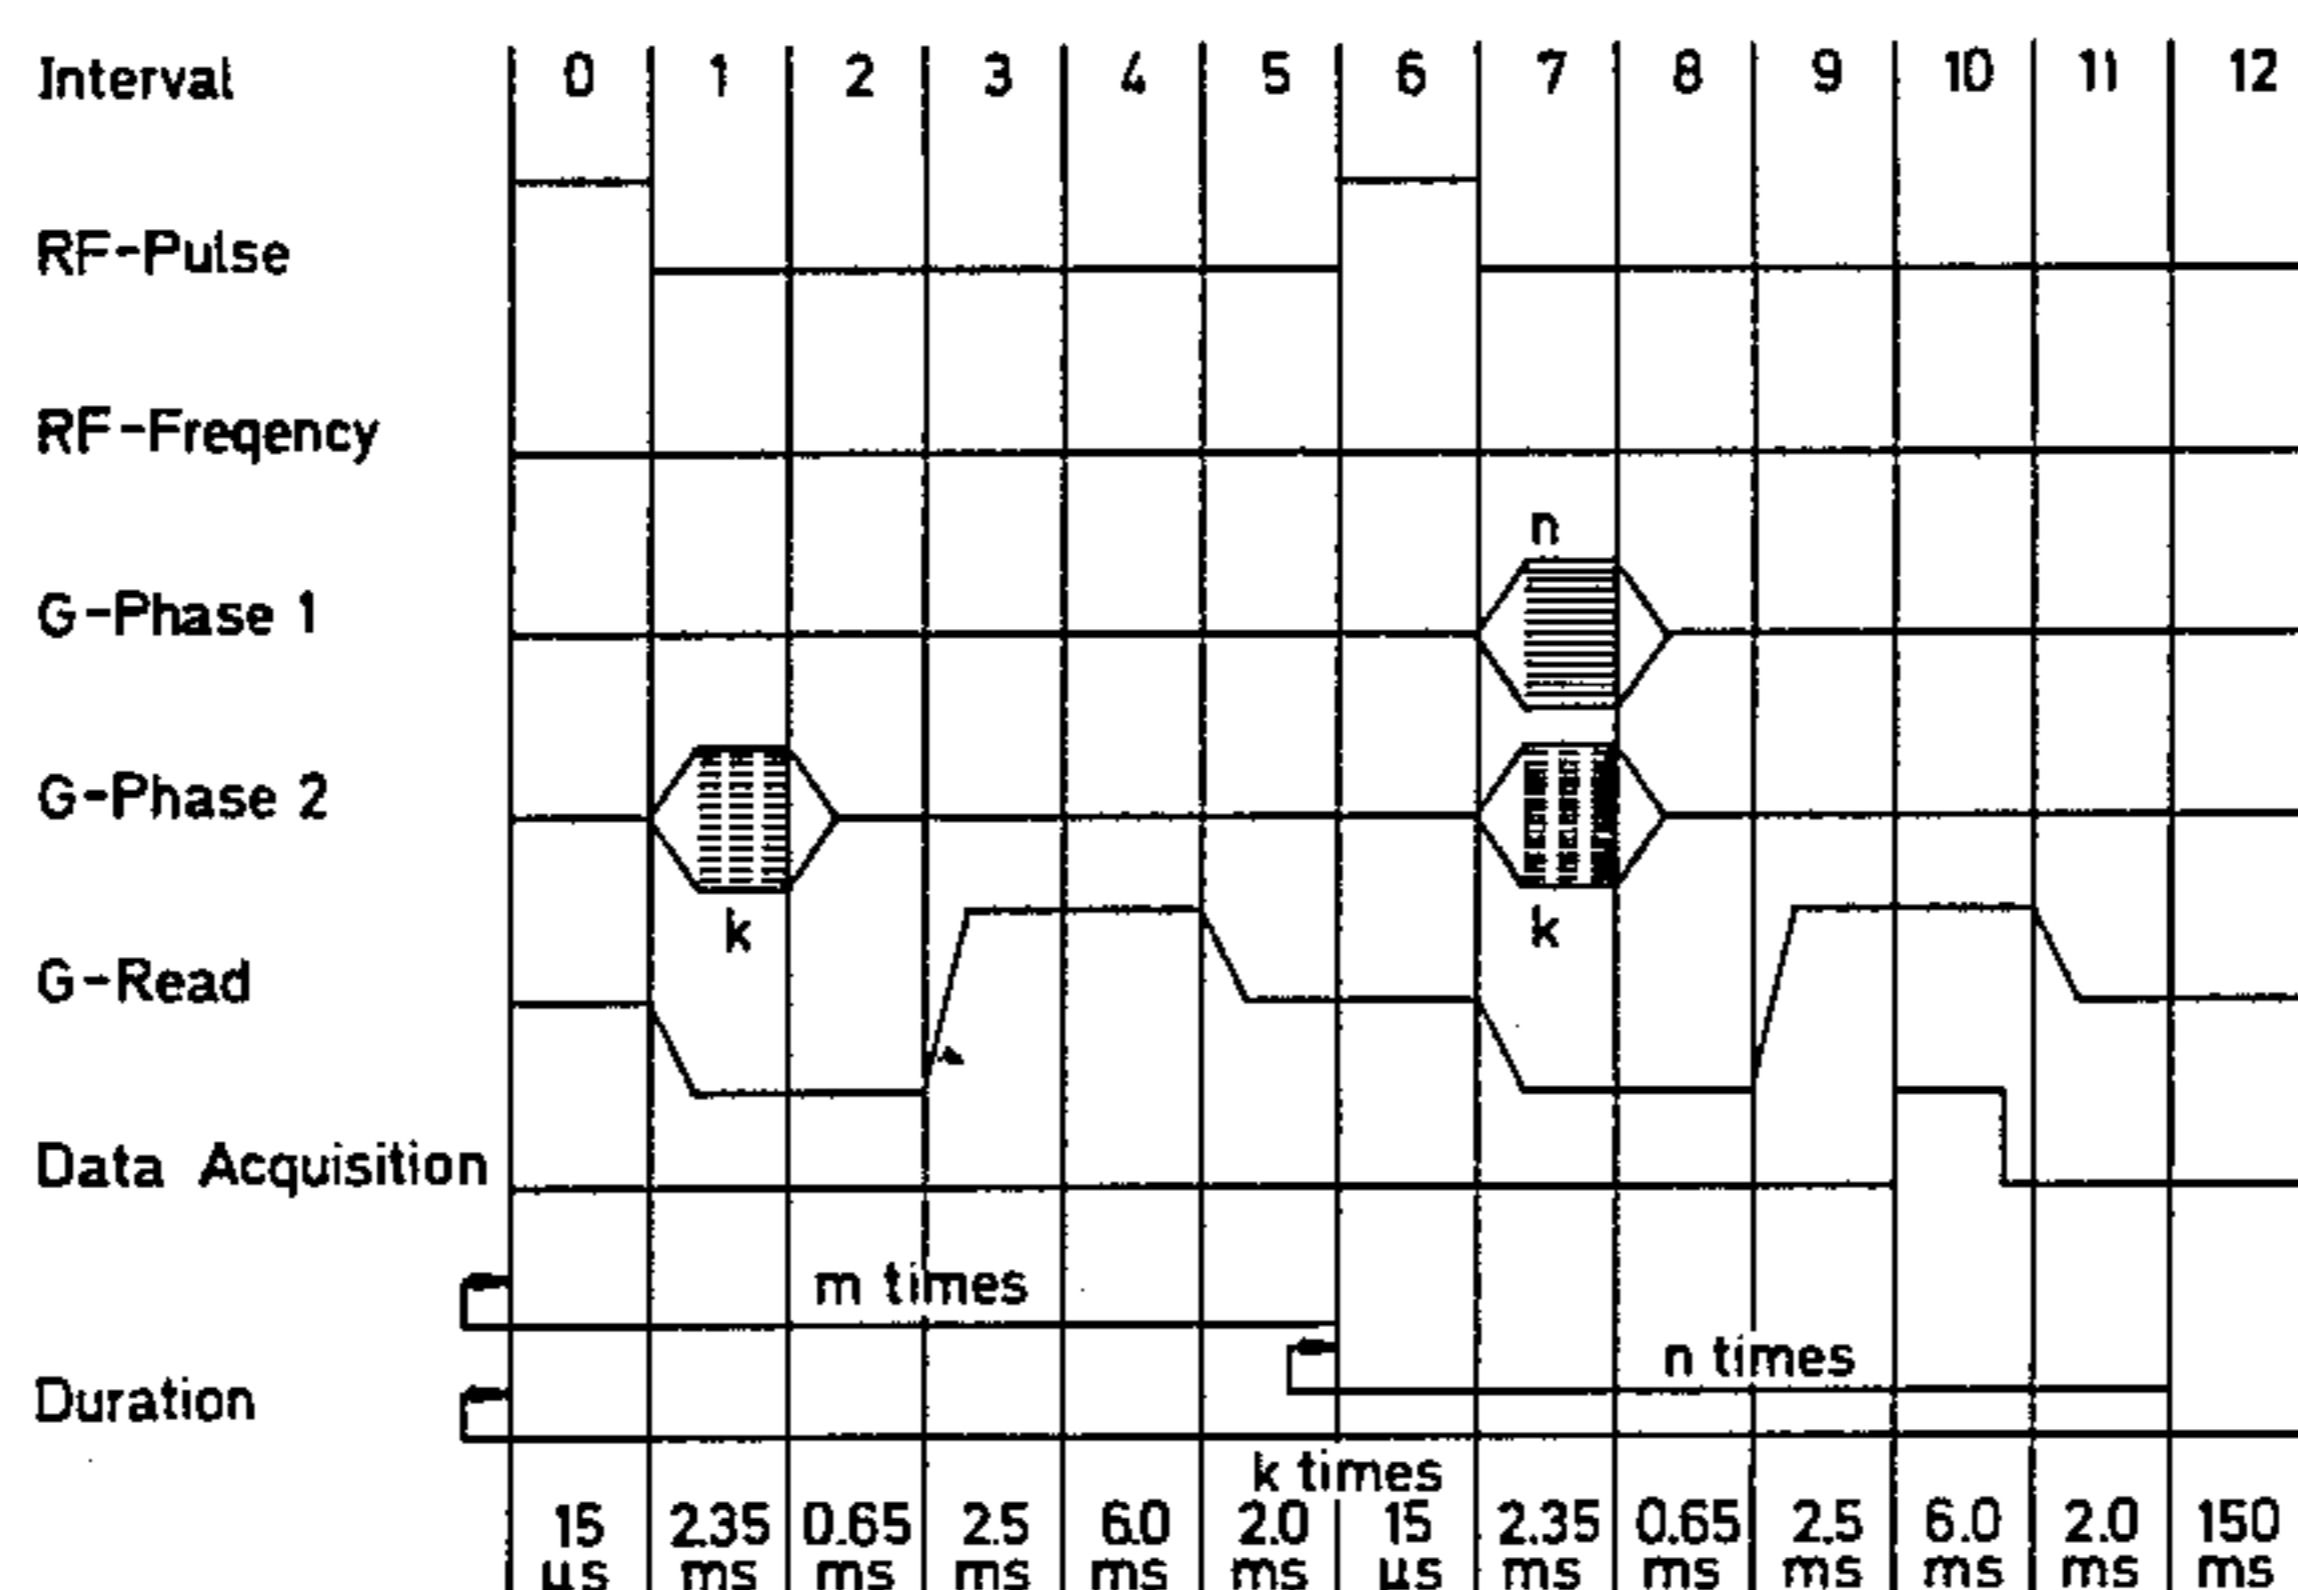 Interval 0 1 2 3 4 5 6 7 8 9 10 11 12
RF-Pulse
RF-Freqency
n
G-Phase 1
G-Phase 2
k k
G-Read
Data Acquisition
m times
n times
Duration
k times
15 2.35 0.65 2.5 6.0 2.0 15 2.35 0.65 2.5 6.0 2.0 150
µs ms ms ms ms ms µs ms ms ms ms ms ms